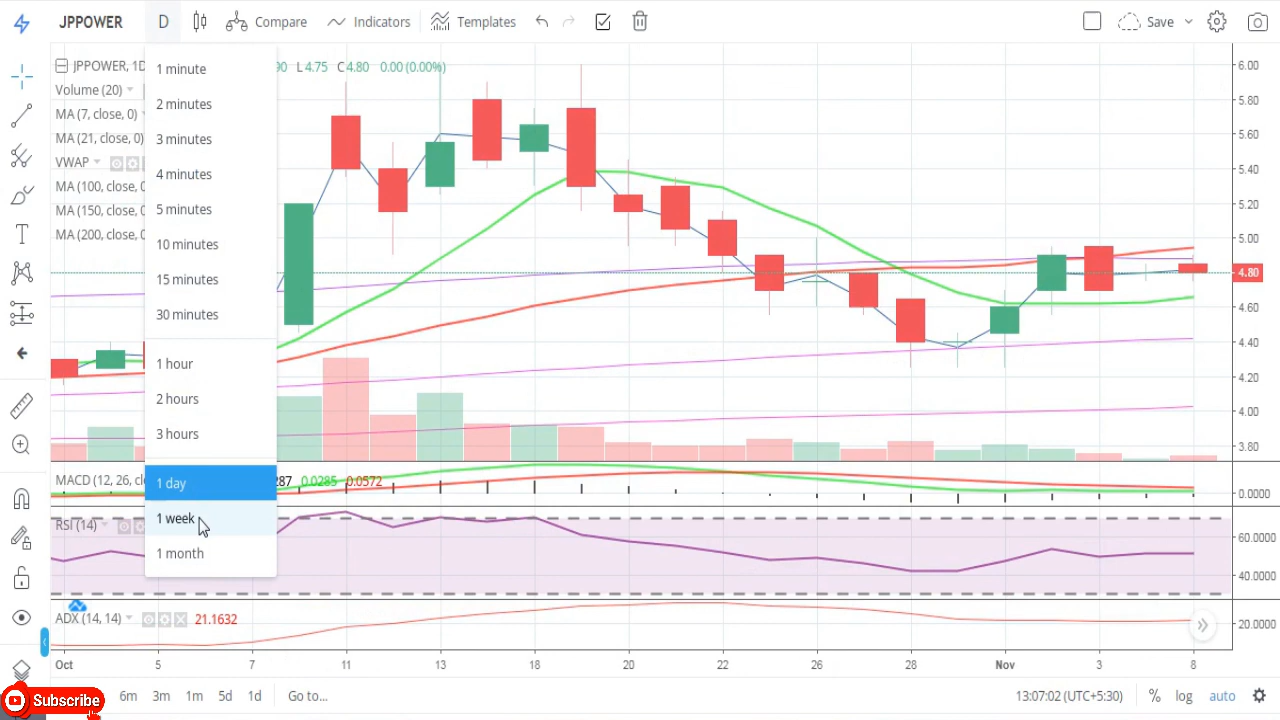 JPPOWER D Compare Indicators Templates Save
JPPOWER, 1D 90 L4.75 C4.80 0.00 (0.00%)
Volume (20)
MA (7, close, 0)
MA (21, close, 0)
VWAP
MA (100, close, 0
MA (150, close, 0
MA (200, close, 0
1 minute
2 minutes
3 minutes
4 minutes
5 minutes
10 minutes
15 minutes
30 minutes
1 hour
2 hours
3 hours
1 day
1 week
1 month
6.00
5.80
5.60
5.40
5.20
5.00
4.80
4.60
4.40
4.20
4.00
3.80
MACD (12, 26, clo 287 0.0285 0.0572
0.0000
RSI (14)
60.0000
40.0000
ADX (14, 14) 21.1632
20.0000
Oct 5 7 11 13 18 20 22 26 28 Nov 3 8
Subscribe 6m 3m 1m 5d 1d Go to... 13:07:02 (UTC+5:30) % log auto